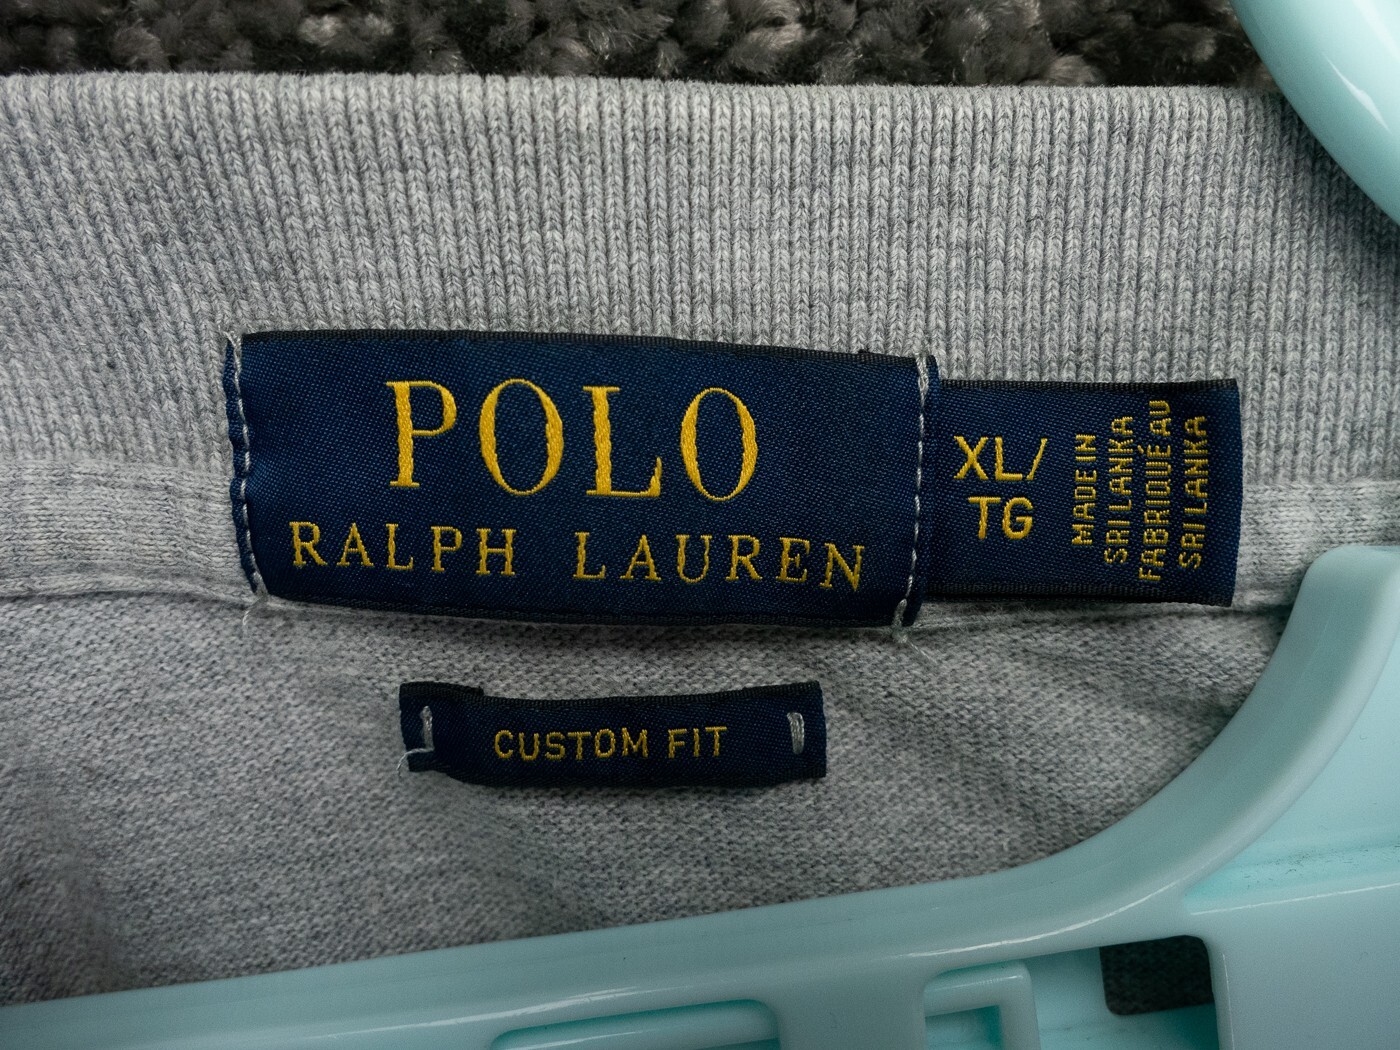 POLO
RALPH LAUREN
XL/
TG
MADE IN
SRI LANKA
FABRIQUÉ AU
SRI LANKA
CUSTOM FIT